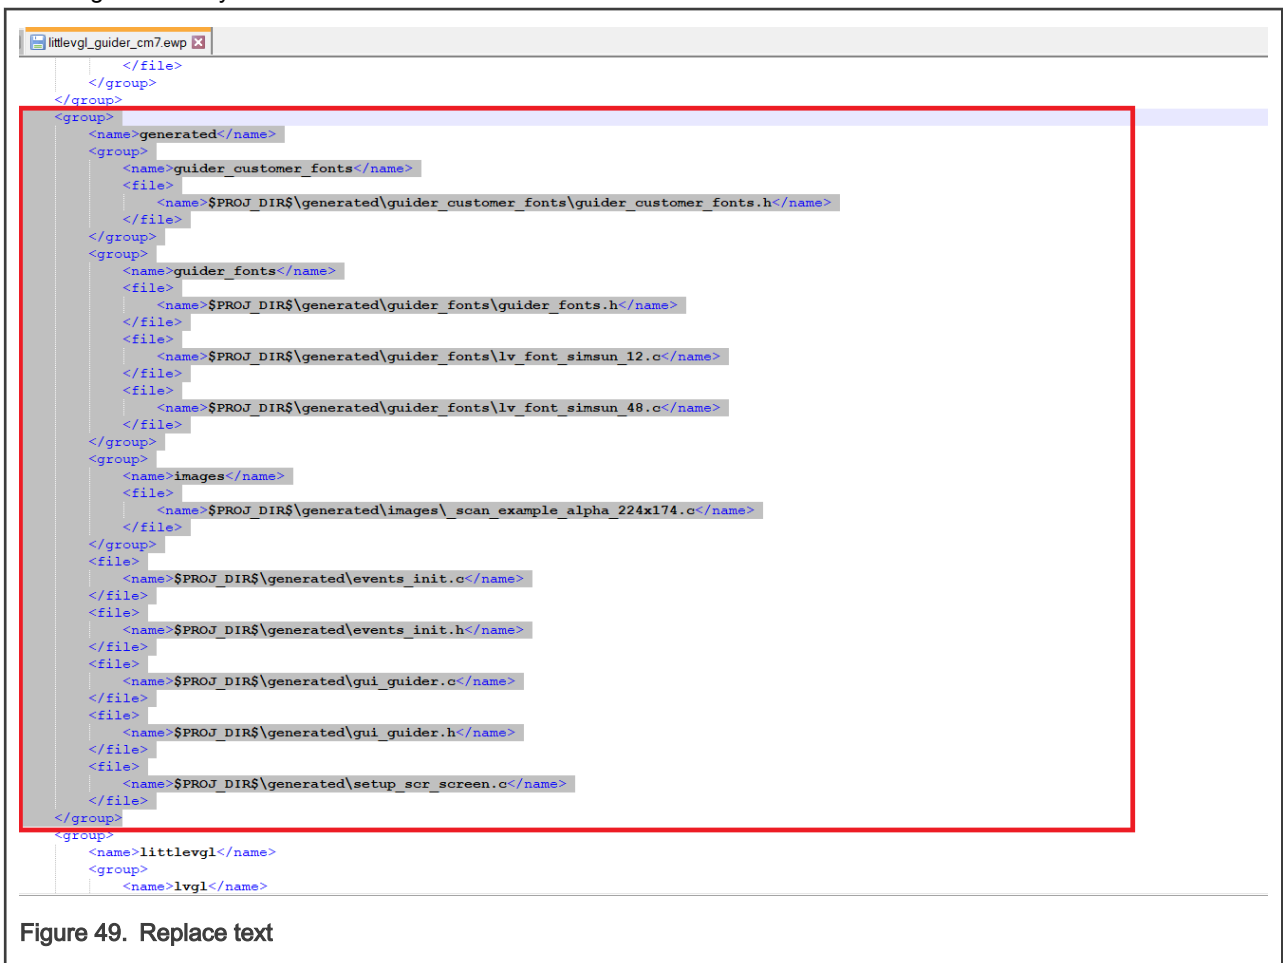 littlevgl_guider_cm7.ewp
</file>
</group>
</group>
<group>
<name>generated</name>
<group>
<name>guider_customer_fonts</name>
<file>
<name>$PROJ_DIR$\generated\guider_customer_fonts\guider_customer_fonts.h</name>
</file>
</group>
<group>
<name>guider_fonts</name>
<file>
<name>$PROJ_DIR$\generated\guider_fonts\guider_fonts.h</name>
</file>
<file>
<name>$PROJ_DIR$\generated\guider_fonts\lv_font_simsun_12.c</name>
</file>
<file>
<name>$PROJ_DIR$\generated\guider_fonts\lv_font_simsun_48.c</name>
</file>
</group>
<group>
<name>images</name>
<file>
<name>$PROJ_DIR$\generated\images\_scan_example_alpha_224x174.c</name>
</file>
</group>
<file>
<name>$PROJ_DIR$\generated\events_init.c</name>
</file>
<file>
<name>$PROJ_DIR$\generated\events_init.h</name>
</file>
<file>
<name>$PROJ_DIR$\generated\gui_guider.c</name>
</file>
<file>
<name>$PROJ_DIR$\generated\gui_guider.h</name>
</file>
<file>
<name>$PROJ_DIR$\generated\setup_scr_screen.c</name>
</file>
</group>
<group>
<name>littlevgl</name>
<group>
<name>lvgl</name>
Figure 49. Replace text